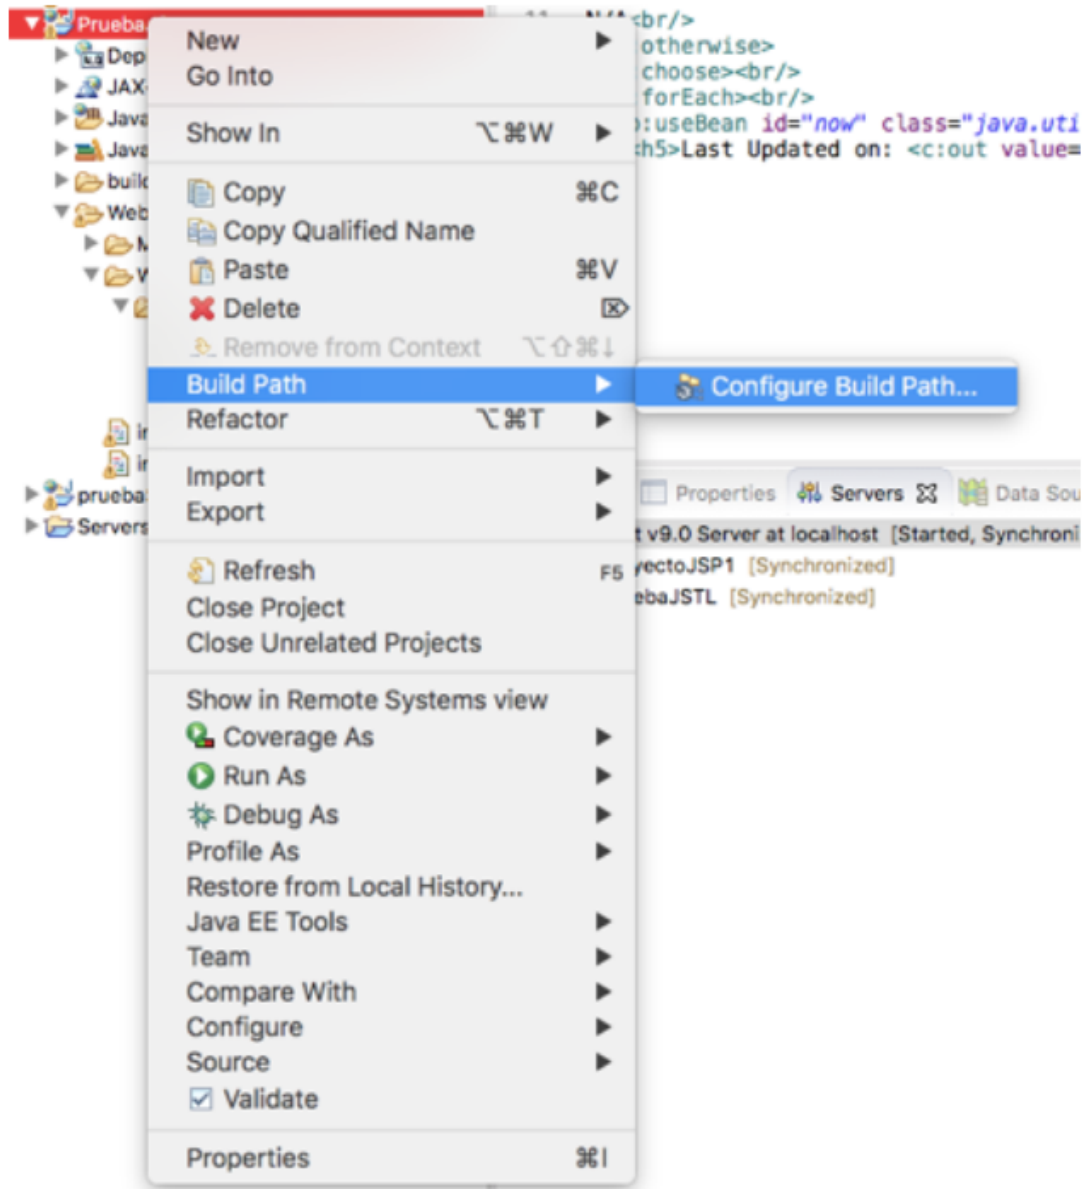 Prueba
Dep
JAX
Java
Java
build
Web
prueba
Servers
New
Go Into
Show In ⌥⌘W
Copy ⌘C
Copy Qualified Name
Paste ⌘V
Delete ⌦
Remove from Context ⌥⇧⌘↓
Build Path
Configure Build Path...
Refactor ⌥⌘T
Import
Export
Refresh F5
Close Project
Close Unrelated Projects
Show in Remote Systems view
Coverage As
Run As
Debug As
Profile As
Restore from Local History...
Java EE Tools
Team
Compare With
Configure
Source
Validate
Properties ⌘I
<br/>
otherwise>
choose><br/>
forEach><br/>
:useBean id="now" class="java.uti
h5>Last Updated on: <c:out value=
Properties Servers Data Sou
t v9.0 Server at localhost [Started, Synchroni
yectoJSP1 [Synchronized]
ebaJSTL [Synchronized]